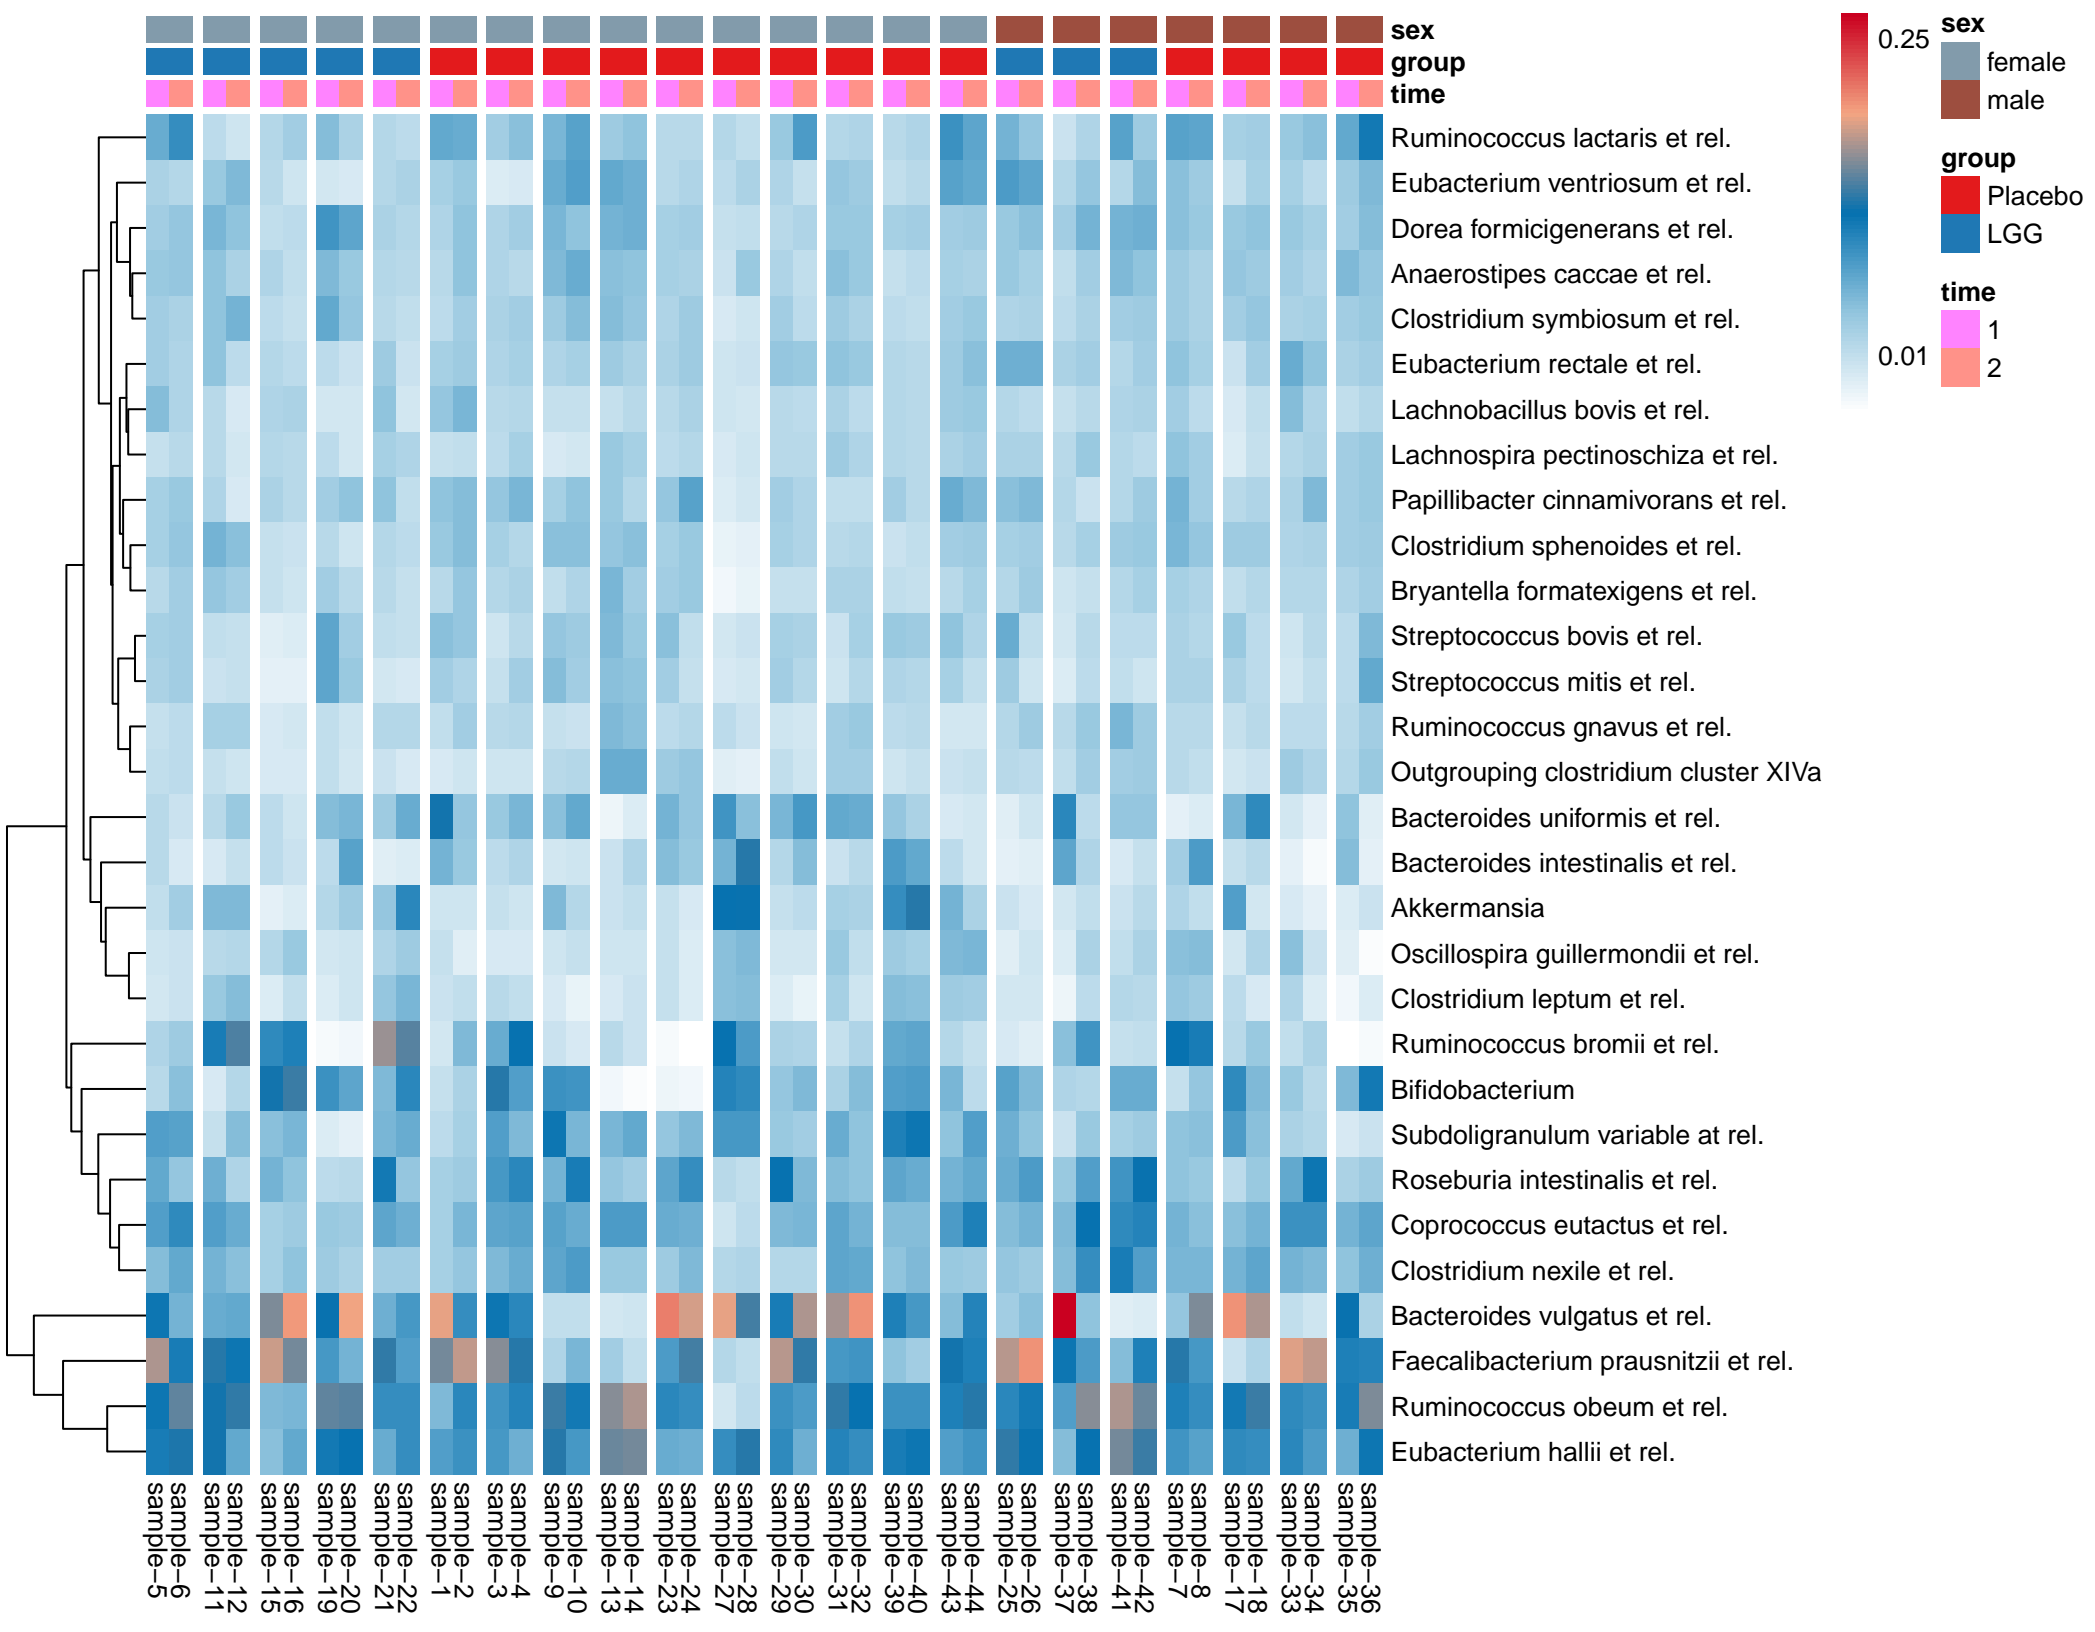 sex
group
time
Ruminococcus lactaris et rel.
Eubacterium ventriosum et rel.
Dorea formicigenerans et rel.
Anaerostipes caccae et rel.
Clostridium symbiosum et rel.
Eubacterium rectale et rel.
Lachnobacillus bovis et rel.
Lachnospira pectinoschiza et rel.
Papillibacter cinnamivorans et rel.
Clostridium sphenoides et rel.
Bryantella formatexigens et rel.
Streptococcus bovis et rel.
Streptococcus mitis et rel.
Ruminococcus gnavus et rel.
Outgrouping clostridium cluster XIVa
Bacteroides uniformis et rel.
Bacteroides intestinalis et rel.
Akkermansia
Oscillospira guillermondii et rel.
Clostridium leptum et rel.
Ruminococcus bromii et rel.
Bifidobacterium
Subdoligranulum variable at rel.
Roseburia intestinalis et rel.
Coprococcus eutactus et rel.
Clostridium nexile et rel.
Bacteroides vulgatus et rel.
Faecalibacterium prausnitzii et rel.
Ruminococcus obeum et rel.
Eubacterium hallii et rel.
sample−5
sample−6
sample−11
sample−12
sample−15
sample−16
sample−19
sample−20
sample−21
sample−22
sample−1
sample−2
sample−3
sample−4
sample−9
sample−10
sample−13
sample−14
sample−23
sample−24
sample−27
sample−28
sample−29
sample−30
sample−31
sample−32
sample−39
sample−40
sample−43
sample−44
sample−25
sample−26
sample−37
sample−38
sample−41
sample−42
sample−7
sample−8
sample−17
sample−18
sample−33
sample−34
sample−35
sample−36
0.25
0.01
sex
female
male
group
Placebo
LGG
time
1
2